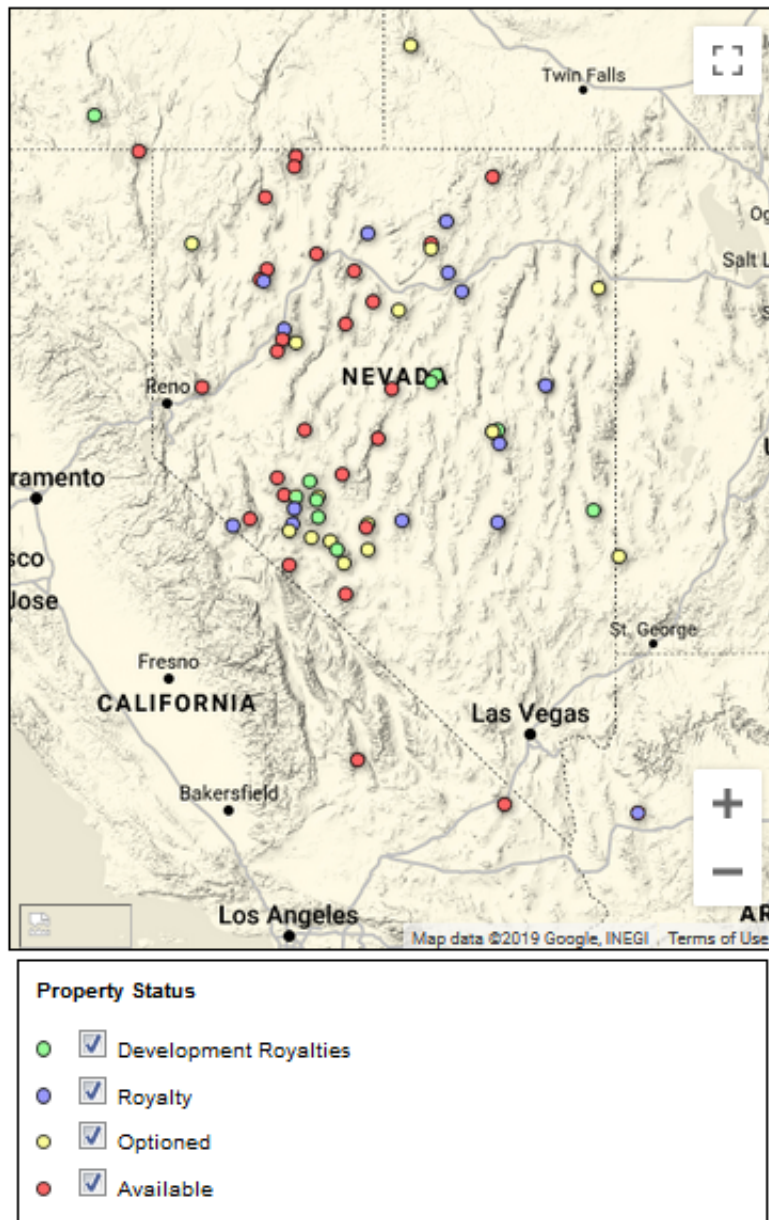 Twin Falls
Og
Salt L
S
NEVADA
Reno
U
ramento
sco
Jose
St. George
Fresno
CALIFORNIA
Las Vegas
Bakersfield
+
−
Los Angeles
AR
Map data ©2019 Google, INEGI
Terms of Use
Property Status
Development Royalties
Royalty
Optioned
Available